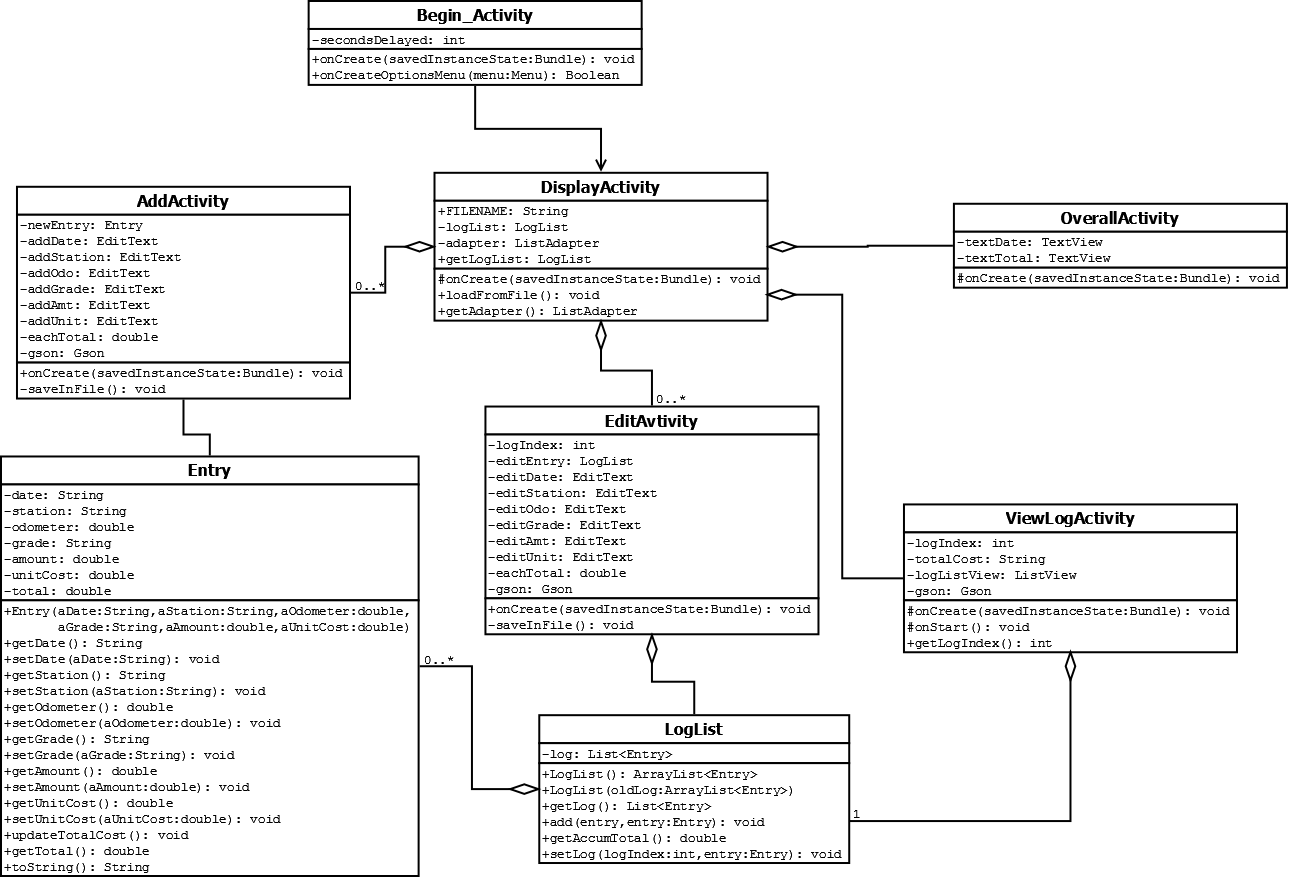 Begin_Activity
-secondsDelayed: int
+onCreate(savedInstanceState:Bundle): void
+onCreateOptionsMenu(menu:Menu): Boolean
DisplayActivity
+FILENAME: String
-logList: LogList
-adapter: ListAdapter
+getLogList: LogList
#onCreate(savedInstanceState:Bundle): void
+loadFromFile(): void
+getAdapter(): ListAdapter
AddActivity
-newEntry: Entry
-addDate: EditText
-addStation: EditText
-addOdo: EditText
-addGrade: EditText
-addAmt: EditText
-addUnit: EditText
-eachTotal: double
-gson: Gson
+onCreate(savedInstanceState:Bundle): void
-saveInFile(): void
0..*
OverallActivity
-textDate: TextView
-textTotal: TextView
#onCreate(savedInstanceState:Bundle): void
0..*
EditAvtivity
-logIndex: int
-editEntry: LogList
-editDate: EditText
-editStation: EditText
-editOdo: EditText
-editGrade: EditText
-editAmt: EditText
-editUnit: EditText
-eachTotal: double
-gson: Gson
+onCreate(savedInstanceState:Bundle): void
-saveInFile(): void
Entry
-date: String
-station: String
-odometer: double
-grade: String
-amount: double
-unitCost: double
-total: double
+Entry(aDate:String,aStation:String,aOdometer:double,
aGrade:String,aAmount:double,aUnitCost:double)
+getDate(): String
+setDate(aDate:String): void
+getStation(): String
+setStation(aStation:String): void
+getOdometer(): double
+setOdometer(aOdometer:double): void
+getGrade(): String
+setGrade(aGrade:String): void
+getAmount(): double
+setAmount(aAmount:double): void
+getUnitCost(): double
+setUnitCost(aUnitCost:double): void
+updateTotalCost(): void
+getTotal(): double
+toString(): String
0..*
ViewLogActivity
-logIndex: int
-totalCost: String
-logListView: ListView
-gson: Gson
#onCreate(savedInstanceState:Bundle): void
#onStart(): void
+getLogIndex(): int
LogList
-log: List<Entry>
+LogList(): ArrayList<Entry>
+LogList(oldLog:ArrayList<Entry>)
+getLog(): List<Entry>
+add(entry,entry:Entry): void
+getAccumTotal(): double
+setLog(logIndex:int,entry:Entry): void
1